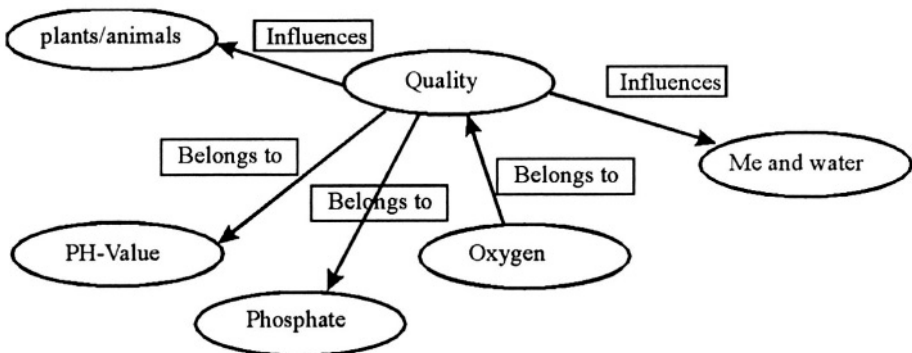 plants/animals
Influences
Quality
Influences
Belongs to
Me and water
Belongs to
Belongs to
PH-Value
Oxygen
Phosphate